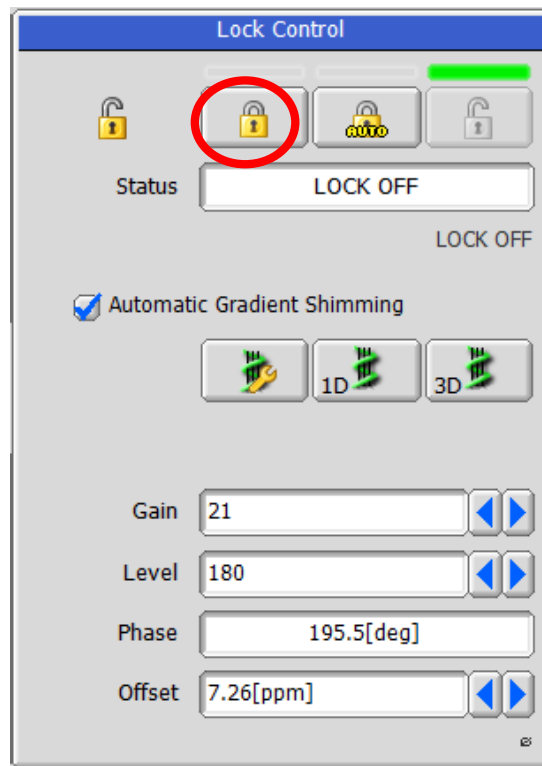 Lock Control
AUTO
Status LOCK OFF
LOCK OFF
Automatic Gradient Shimming
1D 3D
Gain 21
Level 180
Phase 195.5[deg]
Offset 7.26[ppm]